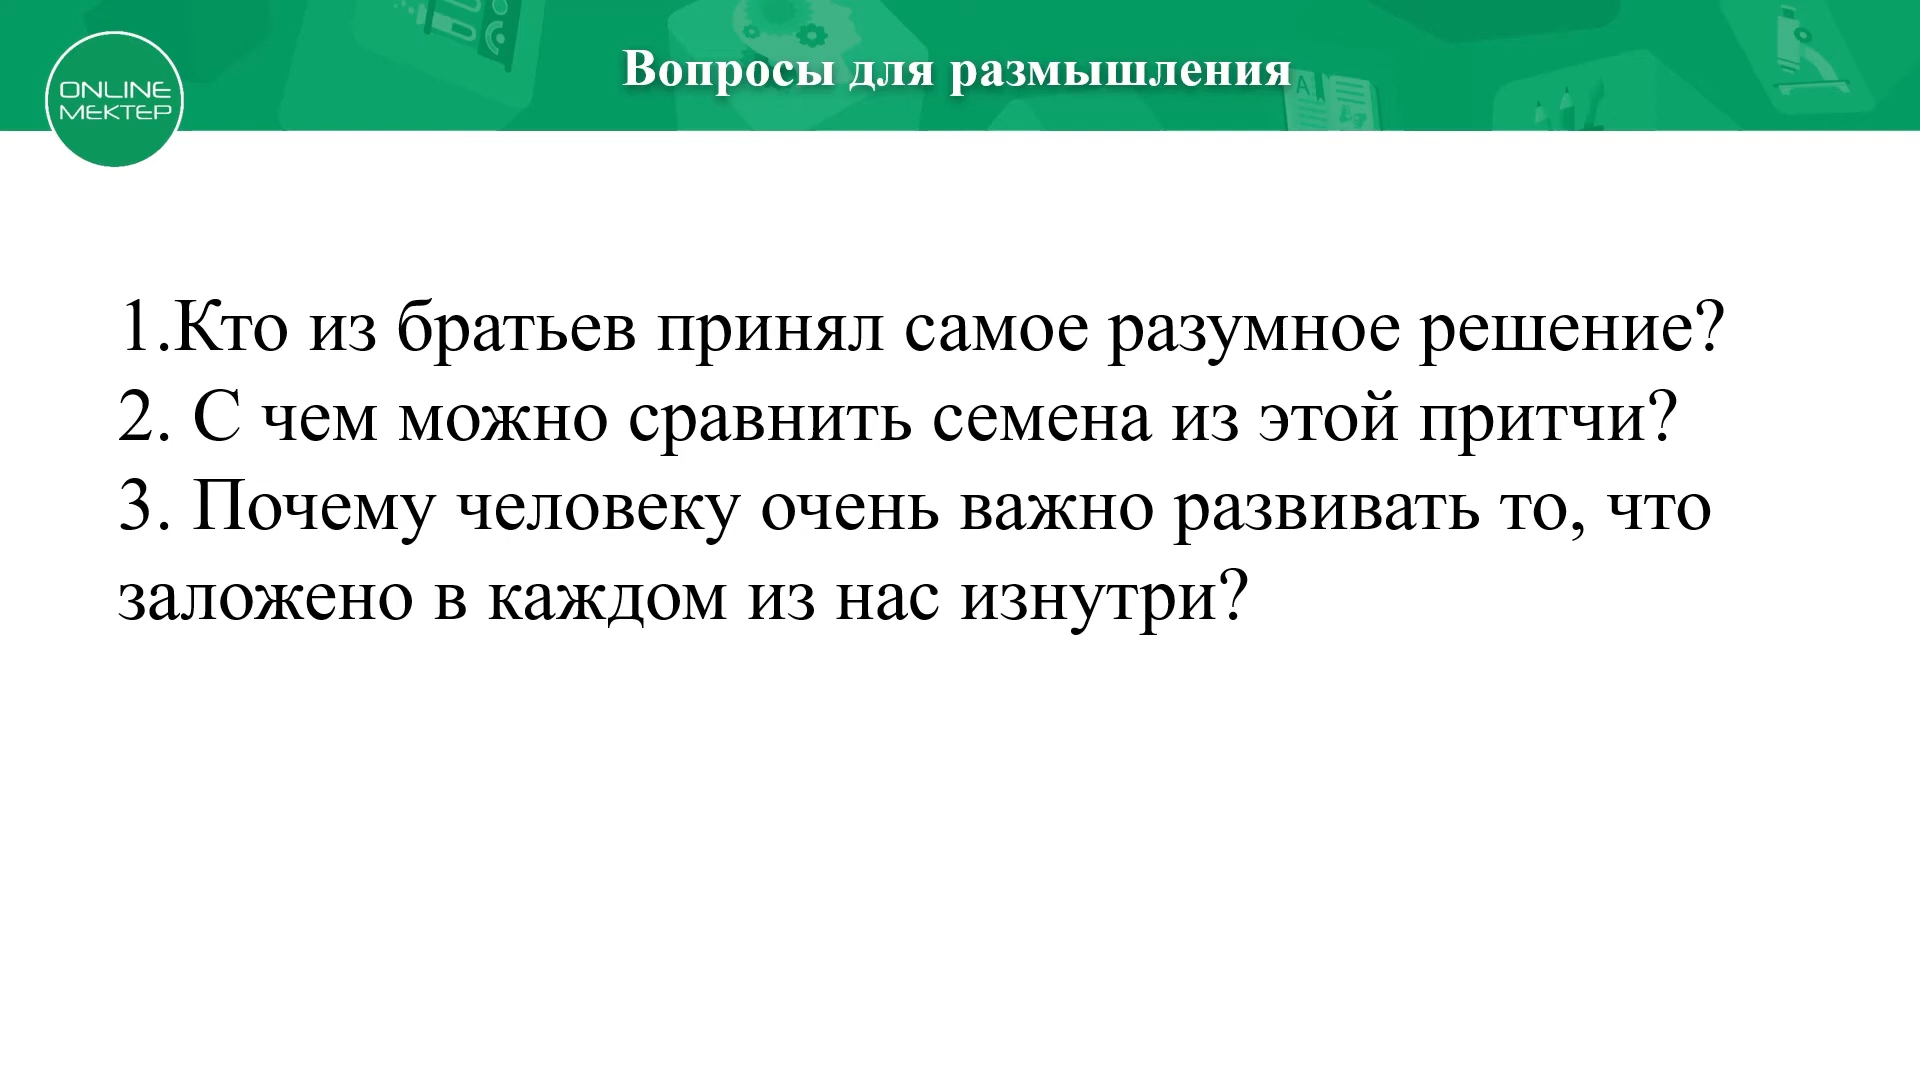 Вопросы для размышления
ONLINE
MEKTEP
1.Кто из братьев принял самое разумное решение?
2. С чем можно сравнить семена из этой притчи?
3. Почему человеку очень важно развивать то, что
заложено в каждом из нас изнутри?